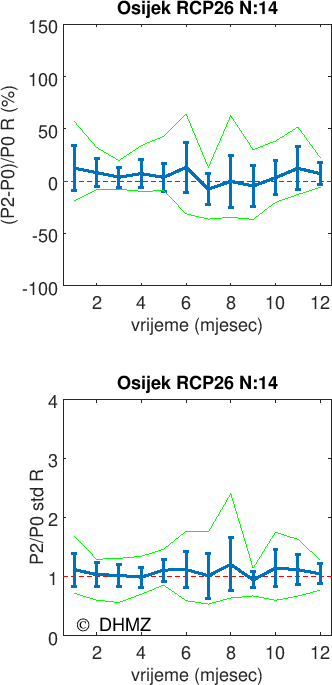 Osijek RCP26 N:14
(P2-P0)/P0 R (%)
150
100
50
0
-50
-100
2 4 6 8 10 12
vrijeme (mjesec)
Osijek RCP26 N:14
P2/P0 std R
4
3
2
1
0
© DHMZ
2 4 6 8 10 12
vrijeme (mjesec)